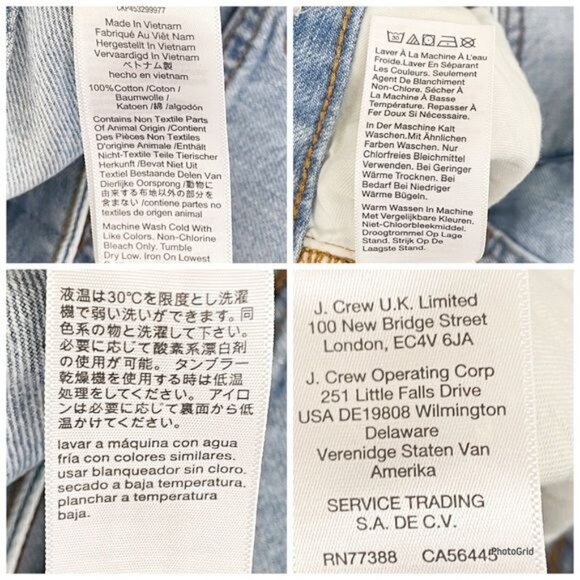 CKP453299977
Made In Vietnam
Fabriqué Au Viêt Nam
Hergestellt In Vietnam
Vervaardigd In Vietnam
ベトナム製
hecho en vietnam
100%Cotton/Coton/
Baumwolle/
Katoen/綿/algodón
Contains Non Textile Parts
Of Animal Origin/Contient
Des Pièces Non Textiles
D'origine Animale/Enthält
Nicht-Textile Teile Tierischer
Herkunft/Bevat Niet Uit
Textiel Bestaande Delen Van
Dierlijke Oorsprong/動物に
由来する布地以外の部分を
含まない/contiene partes no
textiles de origen animal
Machine Wash Cold With
Like Colors. Non-Chlorine
Bleach Only. Tumble
Dry Low. Iron On Lowest
30
Laver À La Machine À L'eau
Froide.Laver En Séparant
Les Couleurs. Seulement
Agent De Blanchiment
Non-Chlore. Sécher À
La Machine À Basse
Température. Repasser À
Fer Doux Si Nécessaire.
In Der Maschine Kalt
Waschen.Mit Ähnlichen
Farben Waschen. Nur
Chlorfreies Bleichmittel
Verwenden. Bei Geringer
Wärme Trocknen. Bei
Bedarf Bei Niedriger
Wärme Bügeln.
Warm Wassen In Machine
Met Vergelijkbare Kleuren.
Niet-Chloorbleekmiddel.
Droogtrommel Op Lage
Stand. Strijk Op De
Laagste Stand.
液温は30℃を限度とし洗濯
機で弱い洗いができます。同
色系の物と洗濯して下さい。
必要に応じて酸素系漂白剤
の使用が可能。 タンブラー
乾燥機を使用する時は低温
処理をしてください。 アイロ
ンは必要に応じて裏面から低
温かけてください。
lavar a máquina con agua
fría con colores similares.
usar blanqueador sin cloro.
secado a baja temperatura.
planchar a temperatura
baja.
J. Crew U.K. Limited
100 New Bridge Street
London, EC4V 6JA
J. Crew Operating Corp
251 Little Falls Drive
USA DE19808 Wilmington
Delaware
Verenidge Staten Van
Amerika
SERVICE TRADING
S.A. DE C.V.
RN77388 CA56445
PhotoGrid